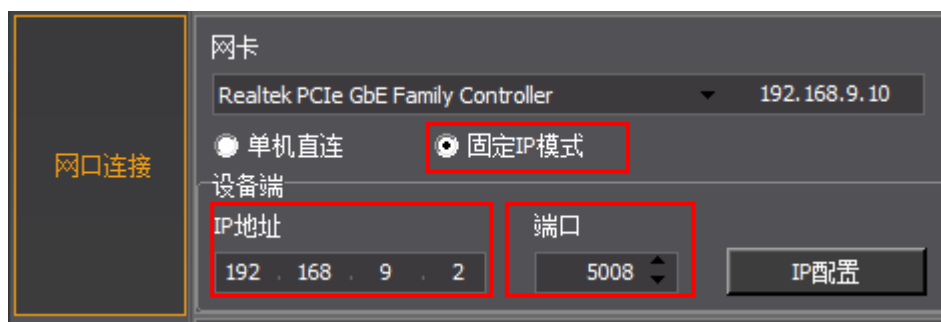 网口连接
网卡
Realtek PCIe GbE Family Controller 192.168.9.10
单机直连 固定IP模式
设备端
IP地址 端口
192 . 168 . 9 . 2 5008 IP配置